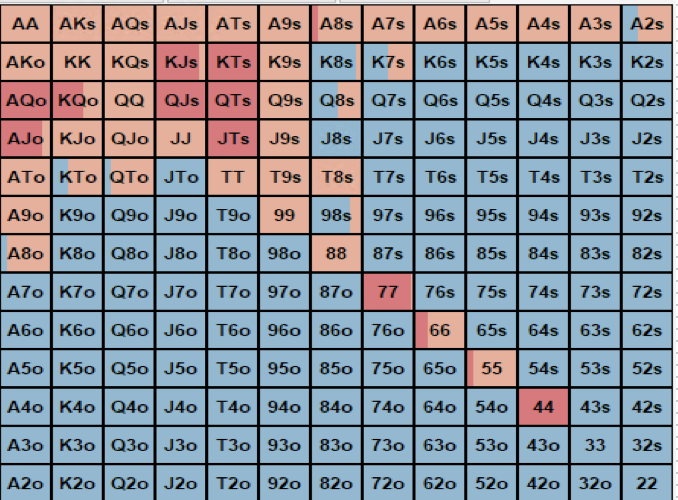 AA AKs AQs AJs ATs A9s A8s A7s A6s A5s A4s A3s A2s
AKo KK KQs KJs KTs K9s K8s K7s K6s K5s K4s K3s K2s
AQo KQo QQ QJs QTs Q9s Q8s Q7s Q6s Q5s Q4s Q3s Q2s
AJo KJo QJo JJ JTs J9s J8s J7s J6s J5s J4s J3s J2s
ATo KTo QTo JTo TT T9s T8s T7s T6s T5s T4s T3s T2s
A9o K9o Q9o J9o T9o 99 98s 97s 96s 95s 94s 93s 92s
A8o K8o Q8o J8o T8o 98o 88 87s 86s 85s 84s 83s 82s
A7o K7o Q7o J7o T7o 97o 87o 77 76s 75s 74s 73s 72s
A6o K6o Q6o J6o T6o 96o 86o 76o 66 65s 64s 63s 62s
A5o K5o Q5o J5o T5o 95o 85o 75o 65o 55 54s 53s 52s
A4o K4o Q4o J4o T4o 94o 84o 74o 64o 54o 44 43s 42s
A3o K3o Q3o J3o T3o 93o 83o 73o 63o 53o 43o 33 32s
A2o K2o Q2o J2o T2o 92o 82o 72o 62o 52o 42o 32o 22